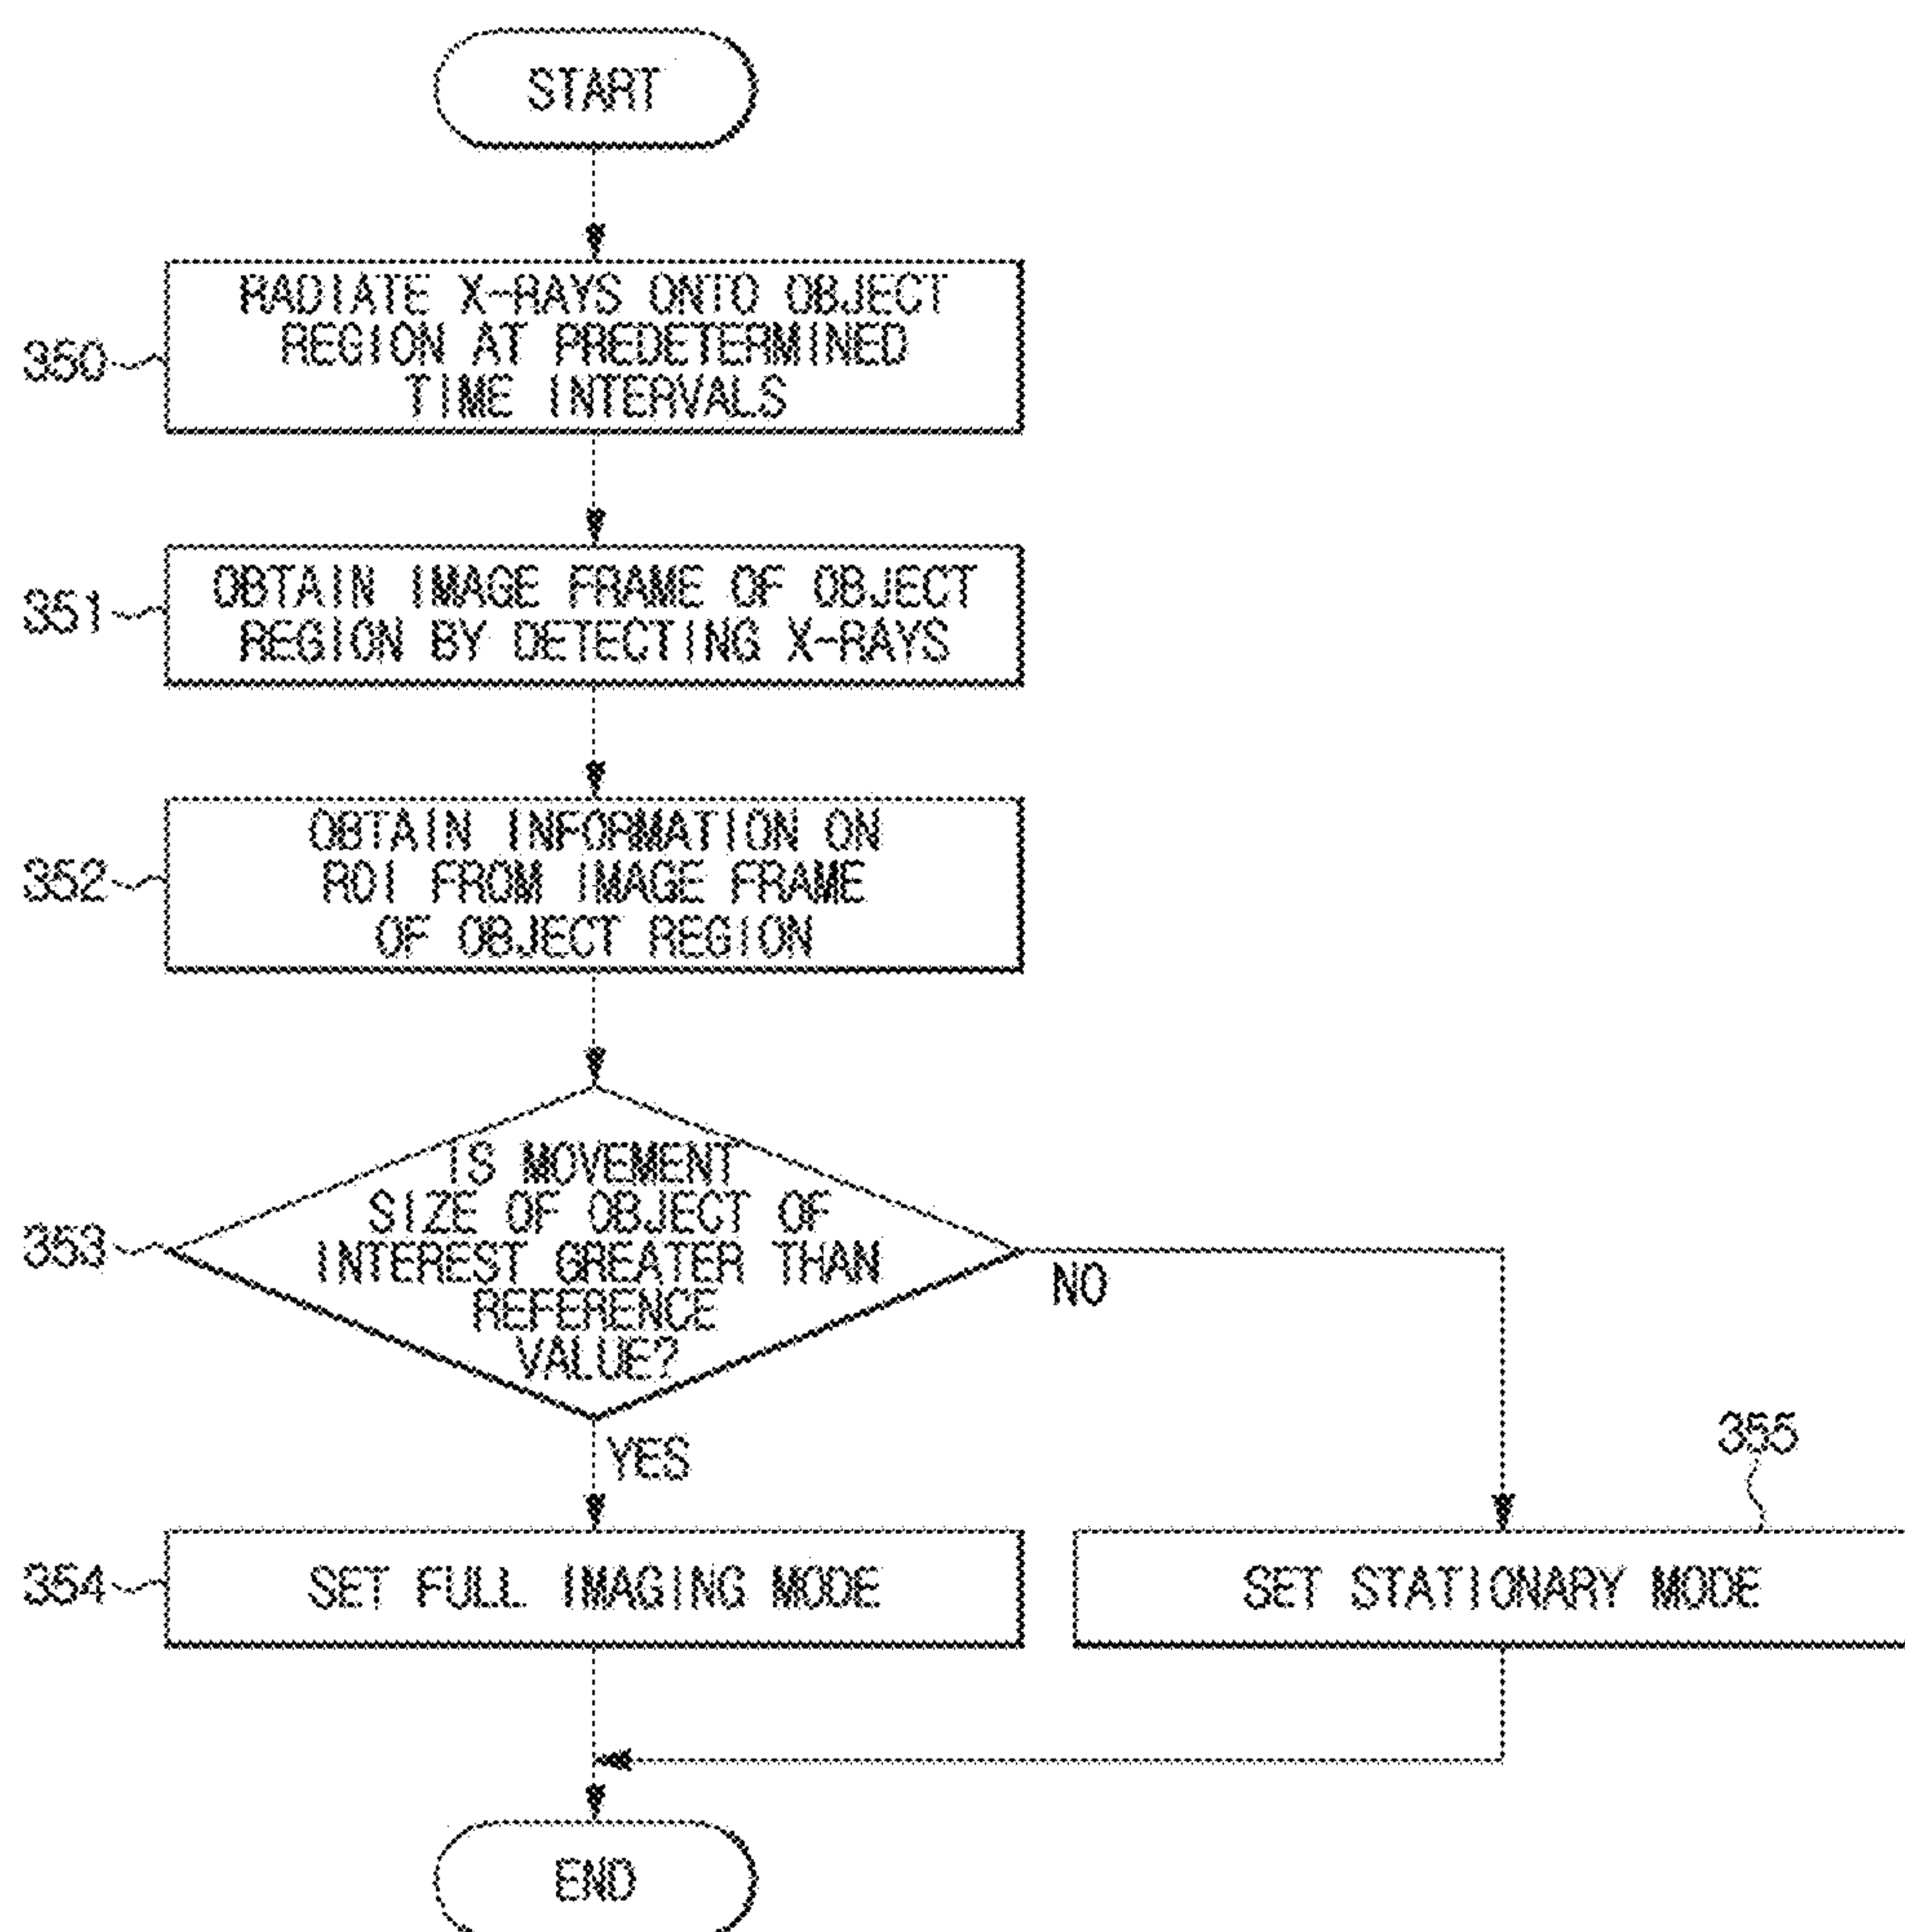 START
350
RADIATE X-RAYS ONTO OBJECT
REGION AT PREDETERMINED
TIME INTERVALS
351
OBTAIN IMAGE FRAME OF OBJECT
REGION BY DETECTING X-RAYS
352
OBTAIN INFORMATION ON
ROI FROM IMAGE FRAME
OF OBJECT REGION
353
IS MOVEMENT
SIZE OF OBJECT OF
INTEREST GREATER THAN
REFERENCE
VALUE?
NO
YES
355
354
SET FULL IMAGING MODE
SET STATIONARY MODE
END